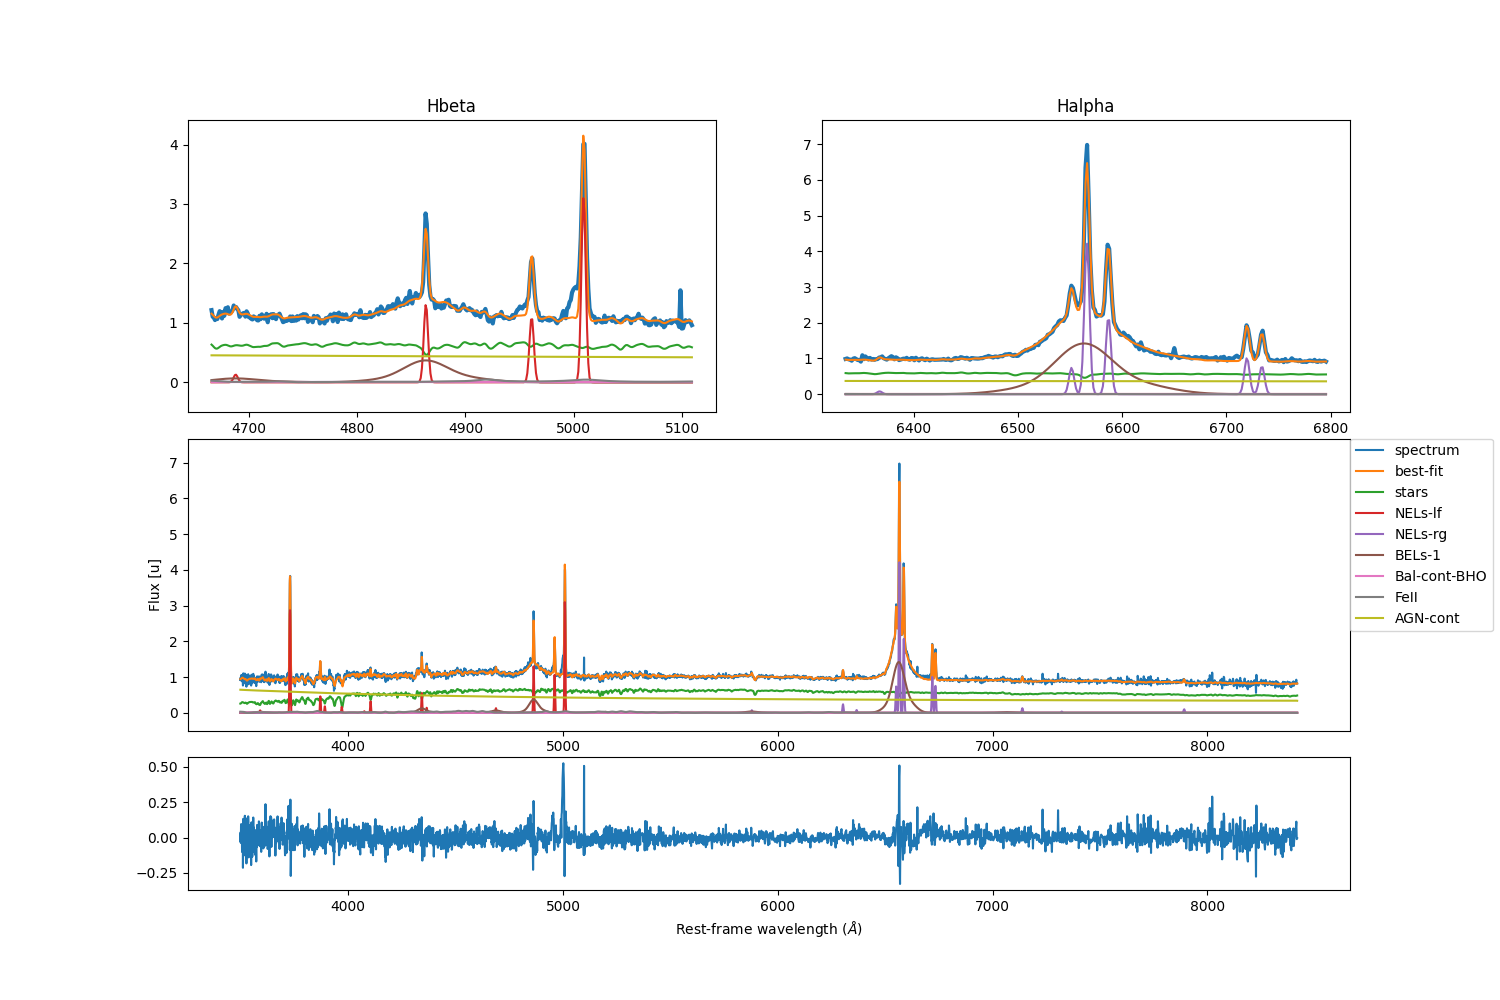 Hbeta
Halpha
4
3
2
1
0
4700 4800 4900 5000 5100
7
6
5
4
3
2
1
0
6400 6500 6600 6700 6800
Flux [u]
7
6
5
4
3
2
1
0
4000 5000 6000 7000 8000
spectrum
best-fit
stars
NELs-lf
NELs-rg
BELs-1
Bal-cont-BHO
FeII
AGN-cont
0.50
0.25
0.00
−0.25
4000 5000 6000 7000 8000
Rest-frame wavelength (Å)